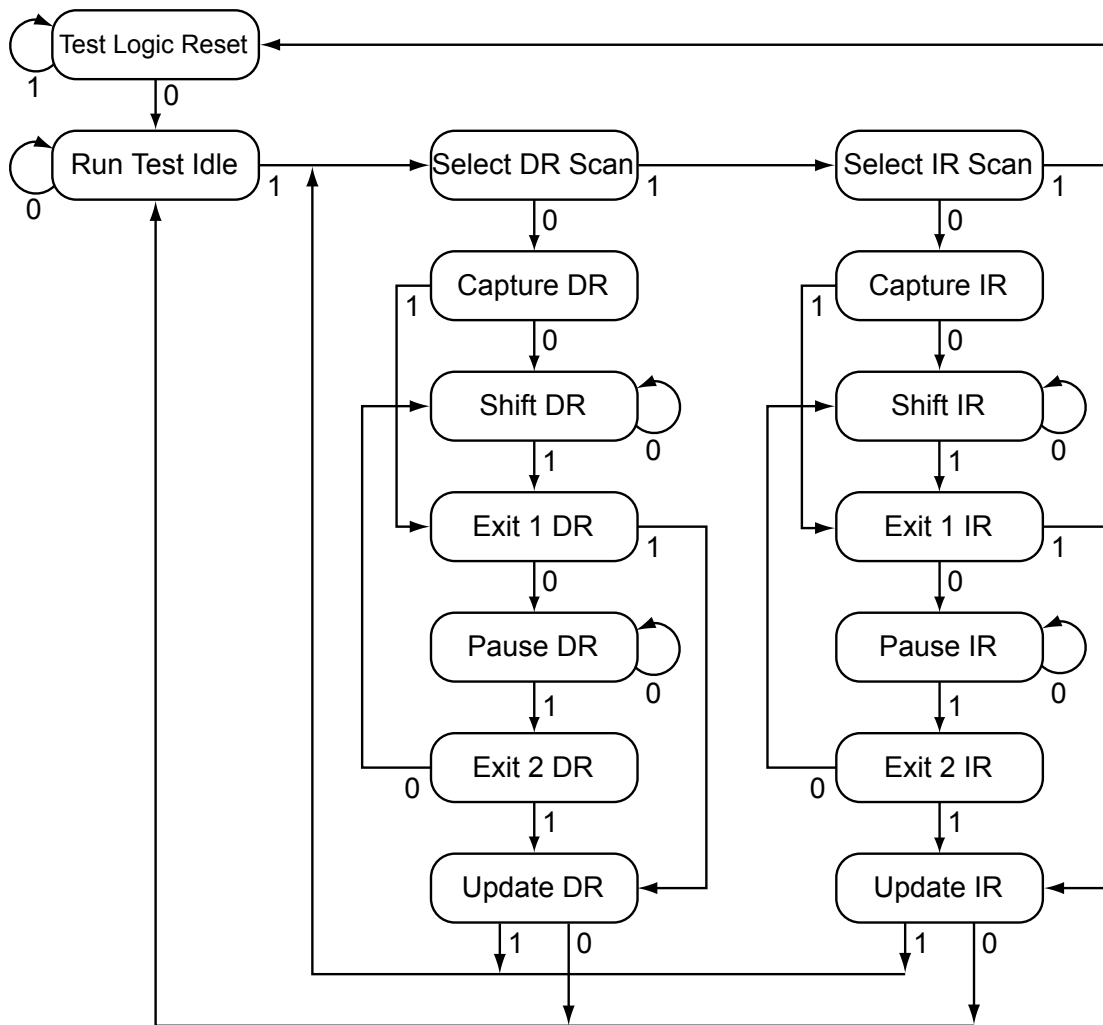 Test Logic Reset
1
0
Run Test Idle
0
1
Select DR Scan
1
0
Select IR Scan
1
0
Capture DR
1
0
Capture IR
1
0
Shift DR
0
1
Shift IR
0
1
Exit 1 DR
1
0
Exit 1 IR
1
0
Pause DR
0
1
Pause IR
0
1
Exit 2 DR
0
1
Exit 2 IR
0
1
Update DR
1
0
Update IR
1
0